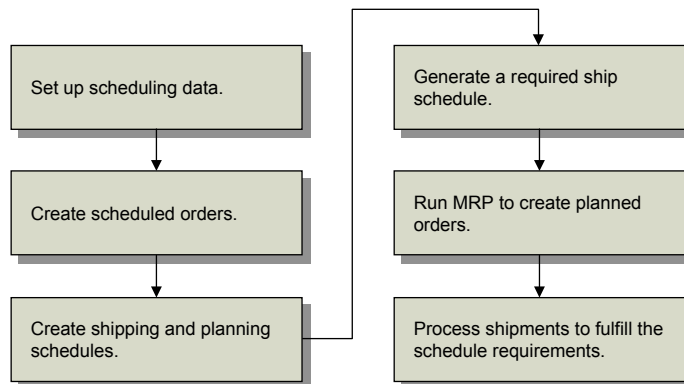 Set up scheduling data.
Create scheduled orders.
Create shipping and planning
schedules.
Generate a required ship
schedule.
Run MRP to create planned
orders.
Process shipments to fulfill the
schedule requirements.